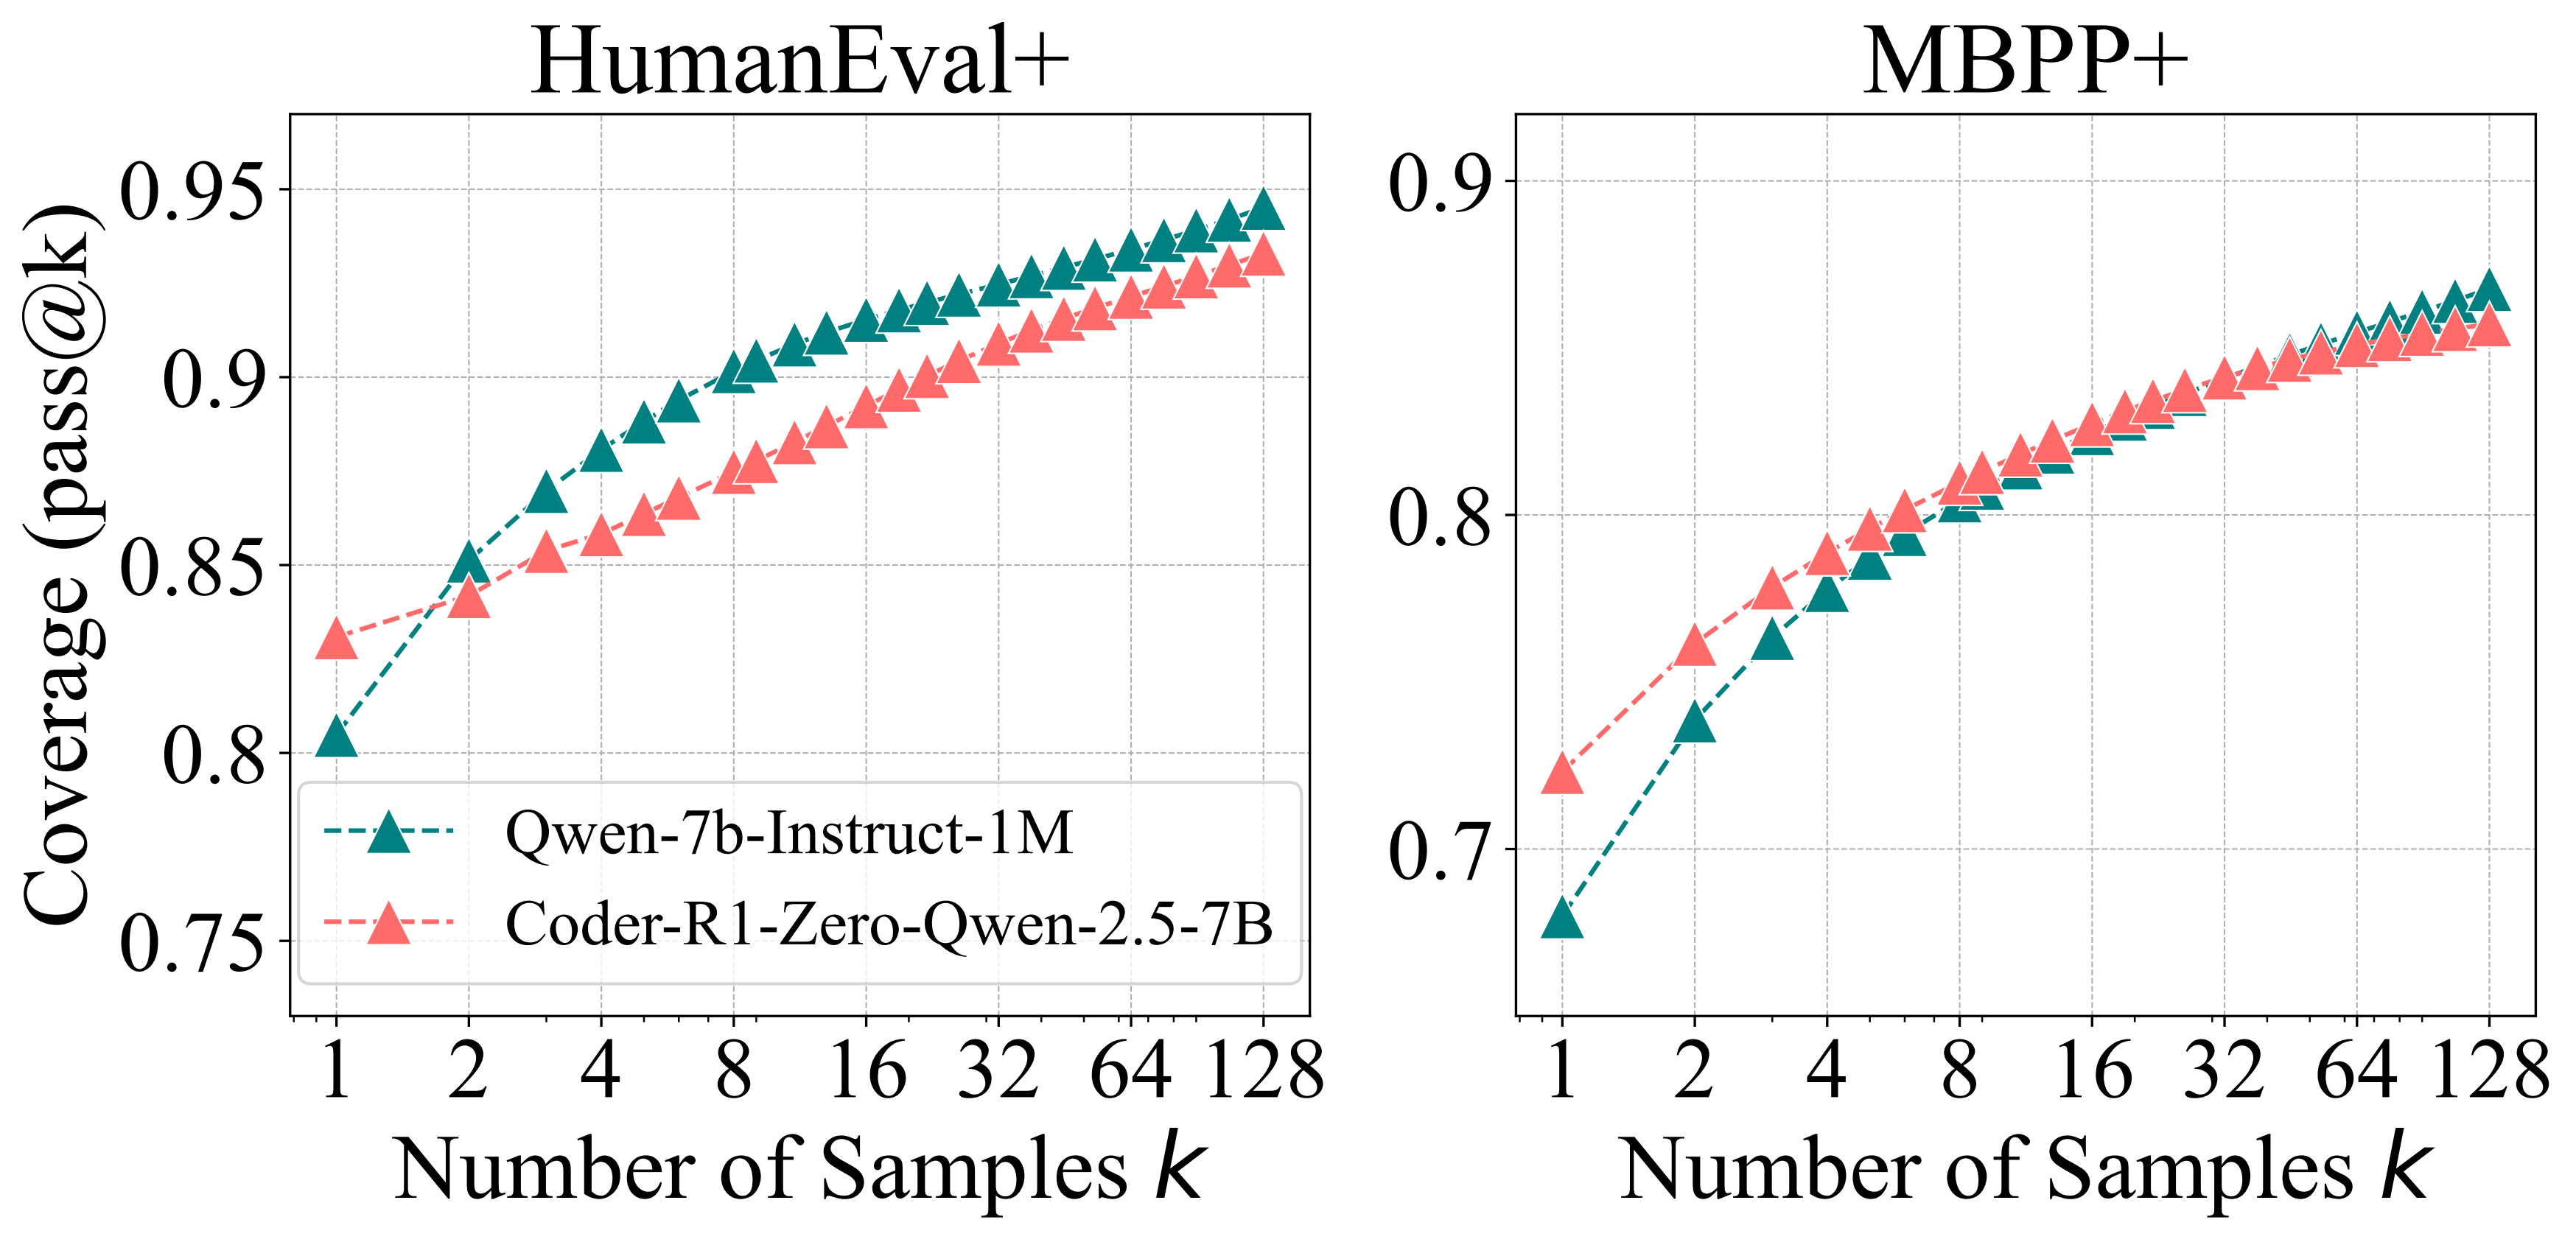 HumanEval+
MBPP+
Coverage (pass@k)
0.95
0.9
0.85
0.8
0.75
Qwen-7b-Instruct-1M
Coder-R1-Zero-Qwen-2.5-7B
1 2 4 8 16 32 64 128
Number of Samples k
0.9
0.8
0.7
1 2 4 8 16 32 64 128
Number of Samples k